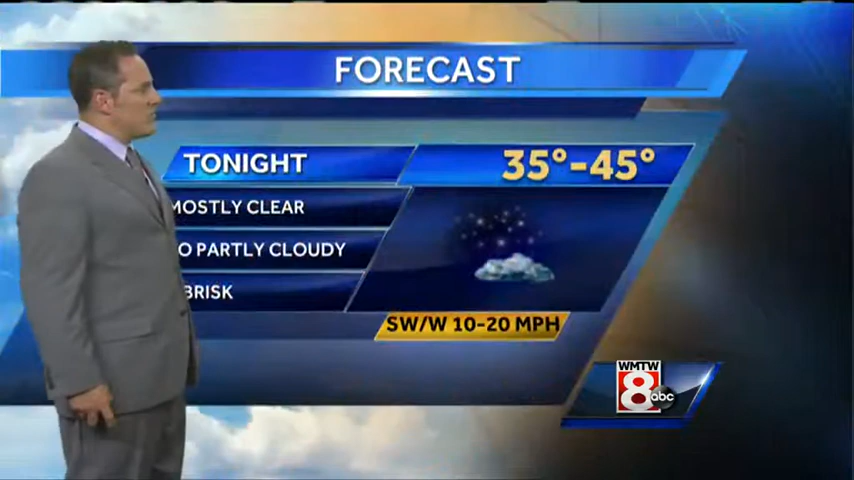 FORECAST
TONIGHT
35°-45°
MOSTLY CLEAR
O PARTLY CLOUDY
BRISK
SW/W 10-20 MPH
WMTW
8
abc